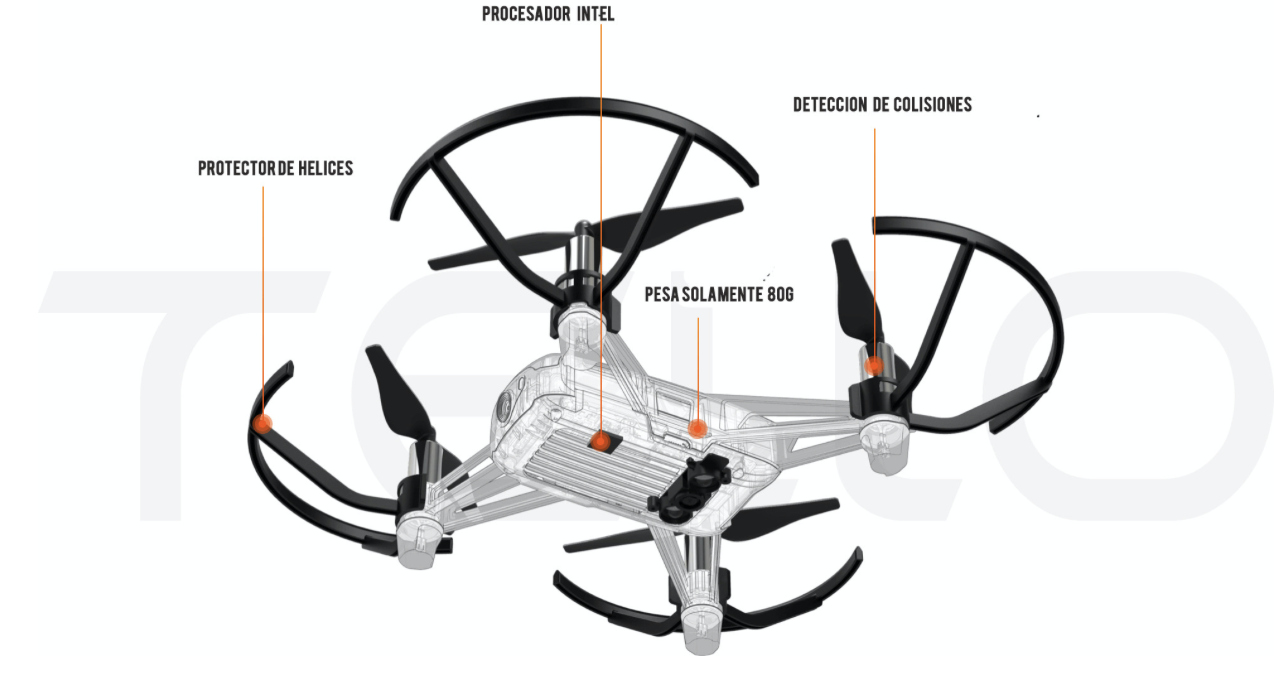 PROCESADOR INTEL
DETECCION DE COLISIONES
PROTECTOR DE HELICES
PESA SOLAMENTE 80G
TELLO